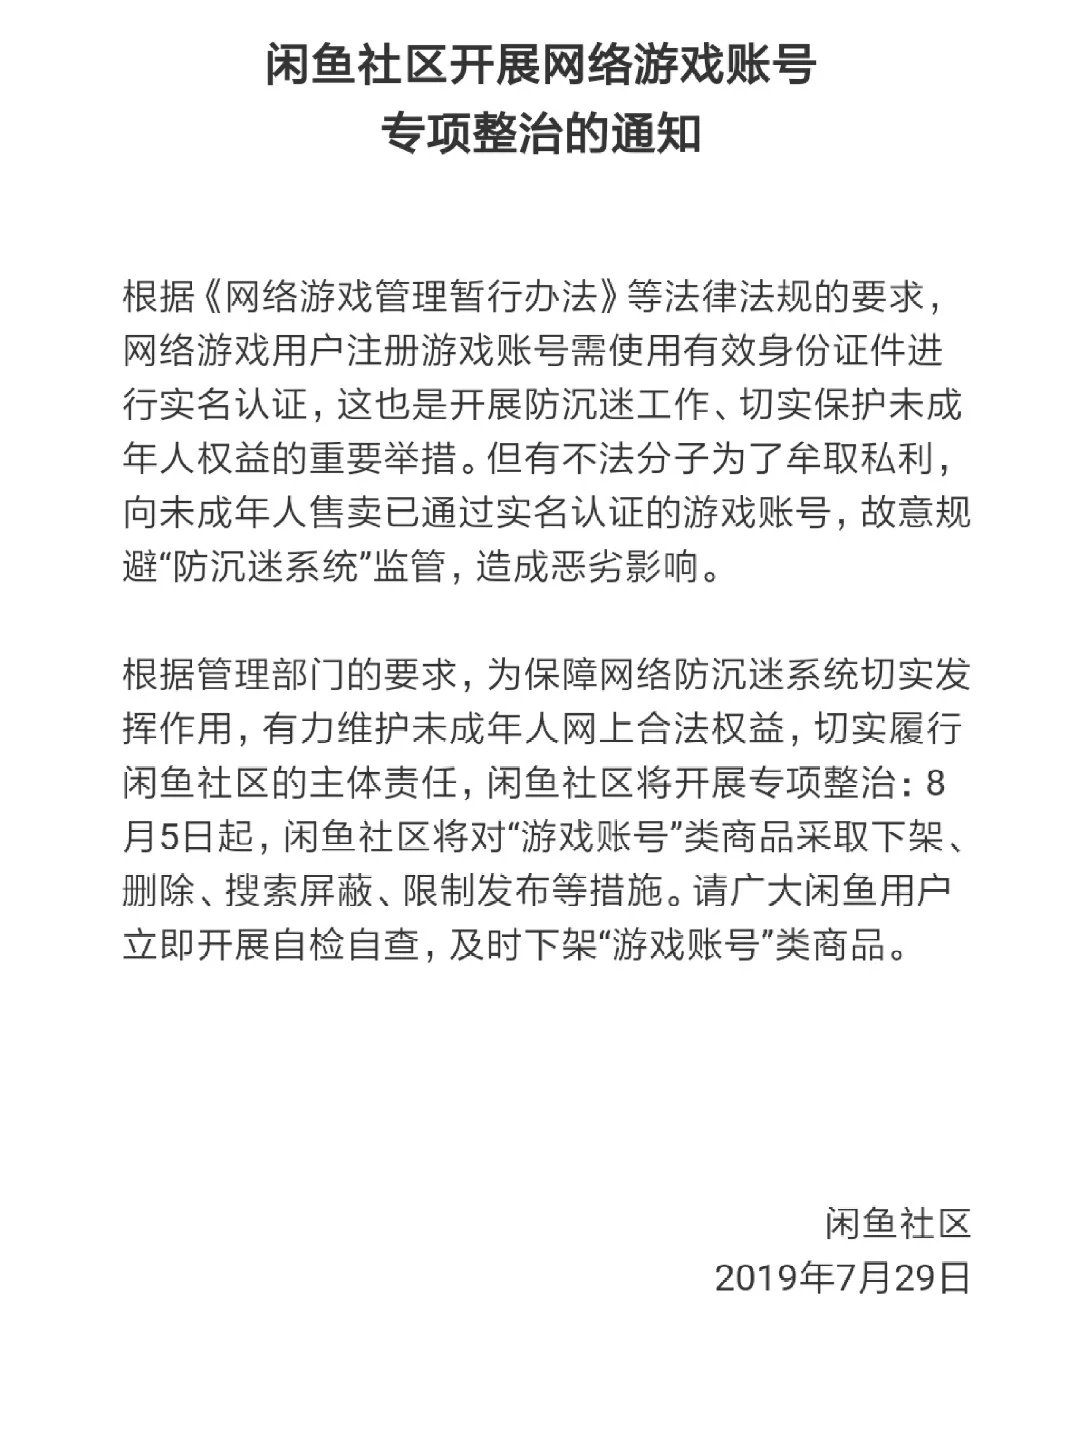 闲鱼社区开展网络游戏账号
专项整治的通知
根据《网络游戏管理暂行办法》等法律法规的要求，
网络游戏用户注册游戏账号需使用有效身份证件进
行实名认证，这也是开展防沉迷工作、切实保护未成
年人权益的重要举措。但有不法分子为了牟取私利，
向未成年人售卖已通过实名认证的游戏账号，故意规
避“防沉迷系统”监管，造成恶劣影响。
根据管理部门的要求，为保障网络防沉迷系统切实发
挥作用，有力维护未成年人网上合法权益，切实履行
闲鱼社区的主体责任，闲鱼社区将开展专项整治：8
月5日起，闲鱼社区将对“游戏账号”类商品采取下架、
删除、搜索屏蔽、限制发布等措施。请广大闲鱼用户
立即开展自检自查，及时下架“游戏账号”类商品。
闲鱼社区
2019年7月29日